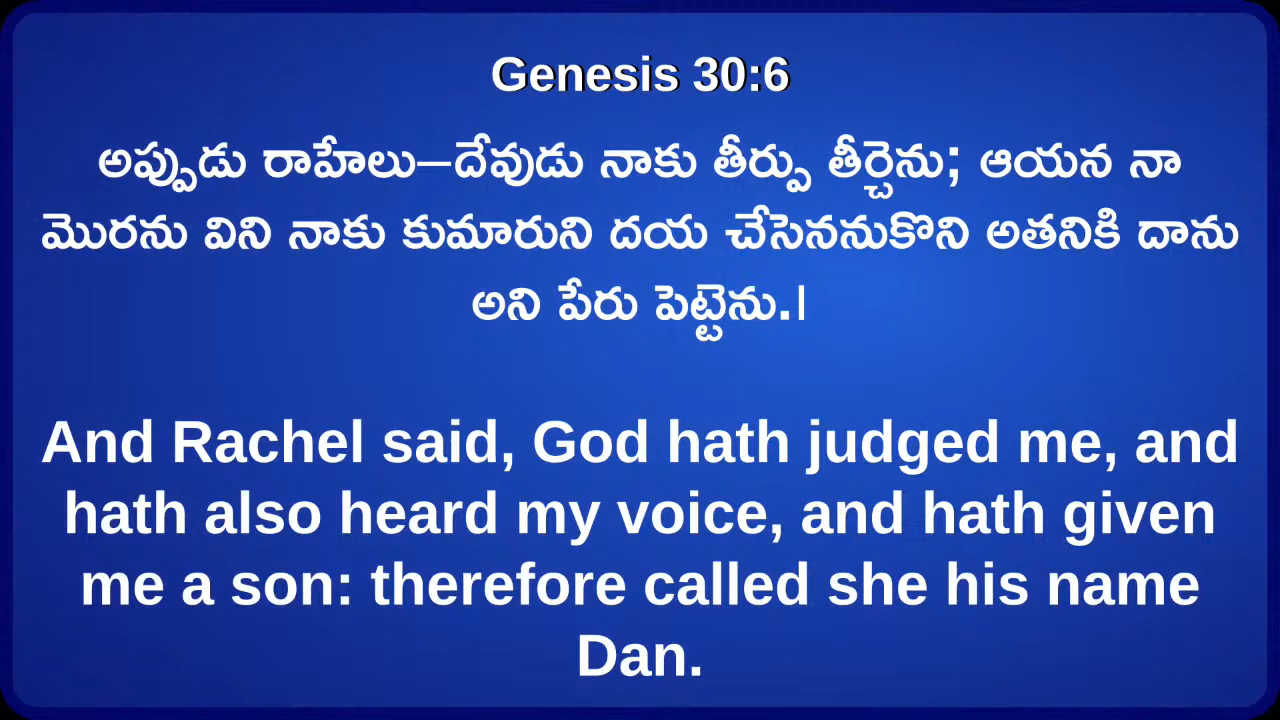 Genesis 30:6
అప్పుడు రాహేలు–దేవుడు నాకు తీర్పు తీర్చెను; ఆయన నా
మొరను విని నాకు కుమారుని దయ చేసెననుకొని అతనికి దాను
అని పేరు పెట్టెను.|
And Rachel said, God hath judged me, and
hath also heard my voice, and hath given
me a son: therefore called she his name
Dan.